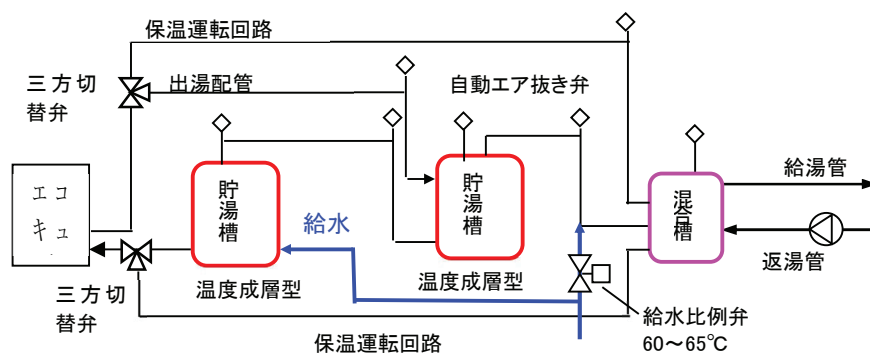 保温運転回路
三方切
替弁
出湯配管
自動エア抜き弁
エコ
キュ
貯湯槽
給水
貯湯槽
混合槽
給湯管
返湯管
温度成層型
温度成層型
三方切
替弁
給水比例弁
60~65℃
保温運転回路